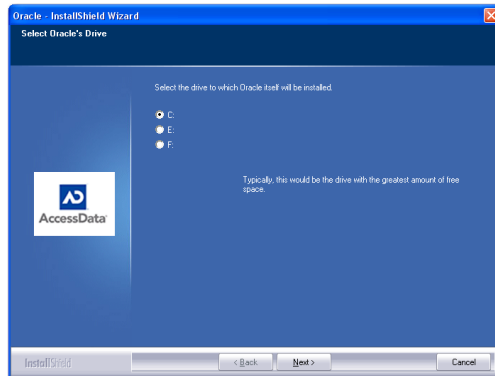 Oracle - InstallShield Wizard
Select Oracle's Drive
Select the drive to which Oracle itself will be installed.
C:
E:
F:
Typically, this would be the drive with the greatest amount of free
space.
AccessData
InstallShield
< Back
Next >
Cancel